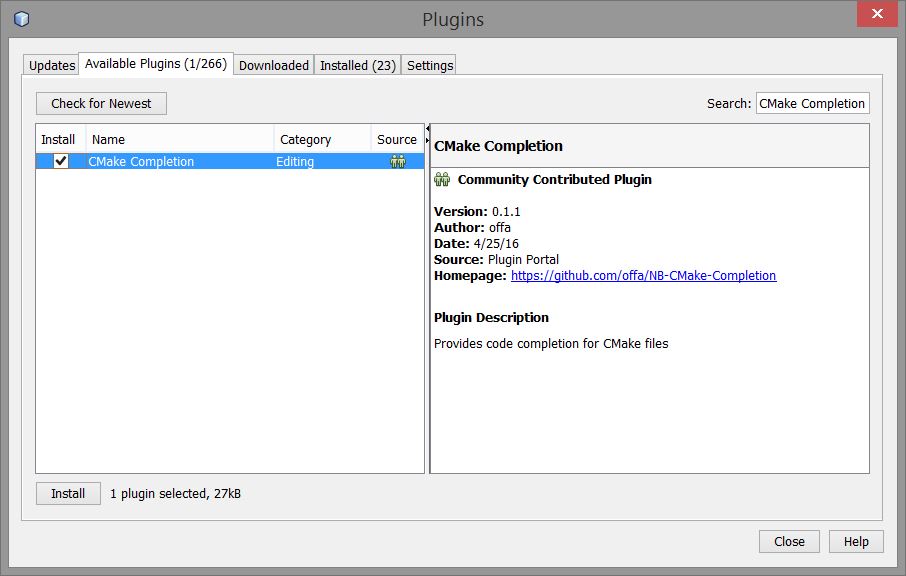 Plugins
Updates Available Plugins (1/266) Downloaded Installed (23) Settings
Check for Newest Search: CMake Completion
Install Name Category Source
CMake Completion Editing
CMake Completion
Community Contributed Plugin
Version: 0.1.1
Author: offa
Date: 4/25/16
Source: Plugin Portal
Homepage: https://github.com/offa/NB-CMake-Completion
Plugin Description
Provides code completion for CMake files
Install 1 plugin selected, 27kB
Close Help